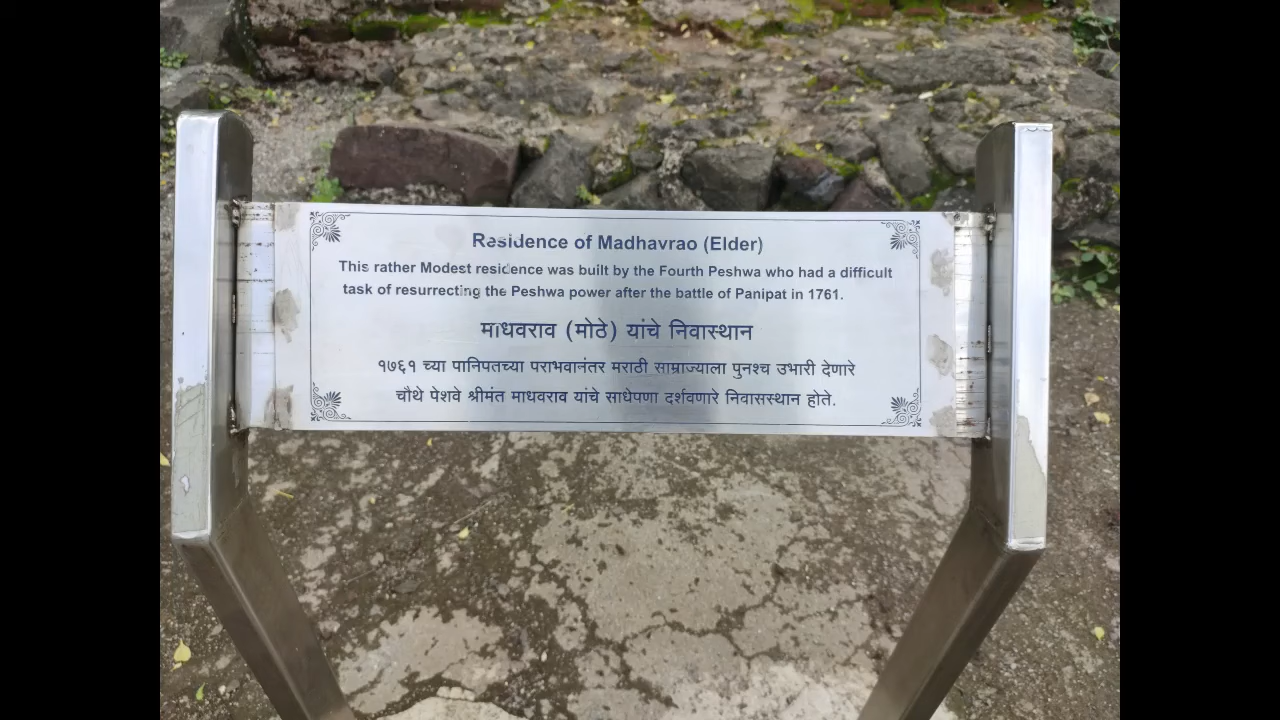 Residence of Madhavrao (Elder)
This rather Modest residence was built by the Fourth Peshwa who had a difficult
task of resurrecting the Peshwa power after the battle of Panipat in 1761.
माधवराव (मोठे) यांचे निवास्थान
१७६१ च्या पानिपतच्या पराभवानंतर मराठी साम्राज्याला पुनश्च उभारी देणारे
चौथे पेशवे श्रीमंत माधवराव यांचे साधेपणा दर्शवणारे निवासस्थान होते.